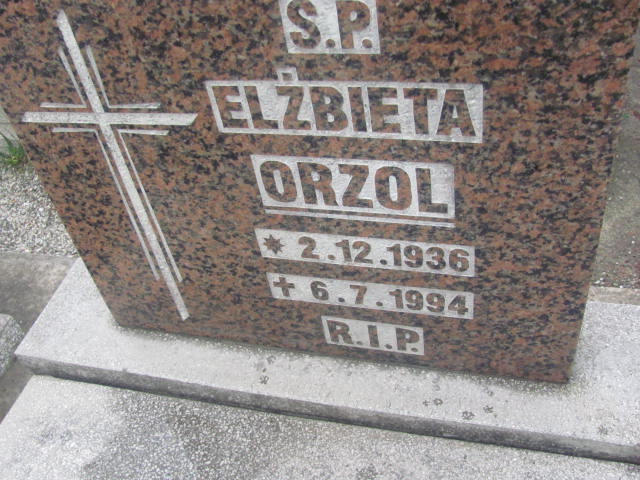 S.P.
ELŻBIETA
ORZOL
* 2.12.1936
+ 6.7.1994
R.I.P.